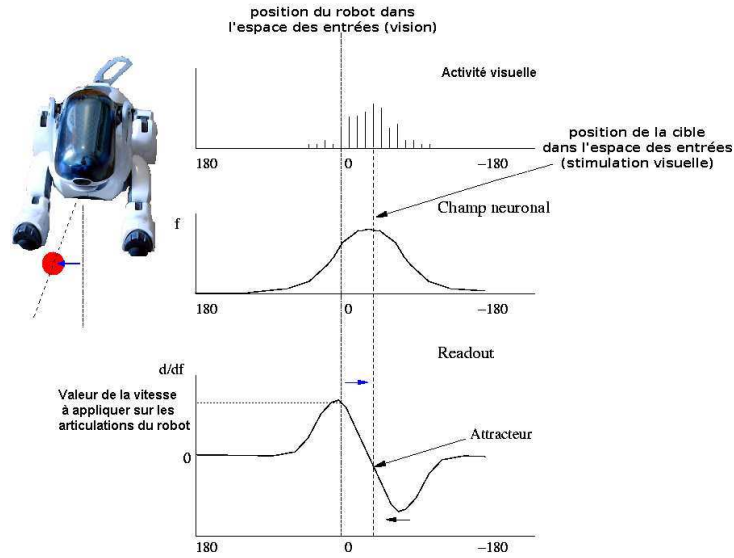 position du robot dans
l'espace des entrées (vision)
Activité visuelle
180
0
-180
position de la cible
dans l'espace des entrées
(stimulation visuelle)
f
Champ neuronal
180
0
-180
Readout
d/df
Valeur de la vitesse
à appliquer sur les
articulations du robot
Attracteur
0
180
0
-180